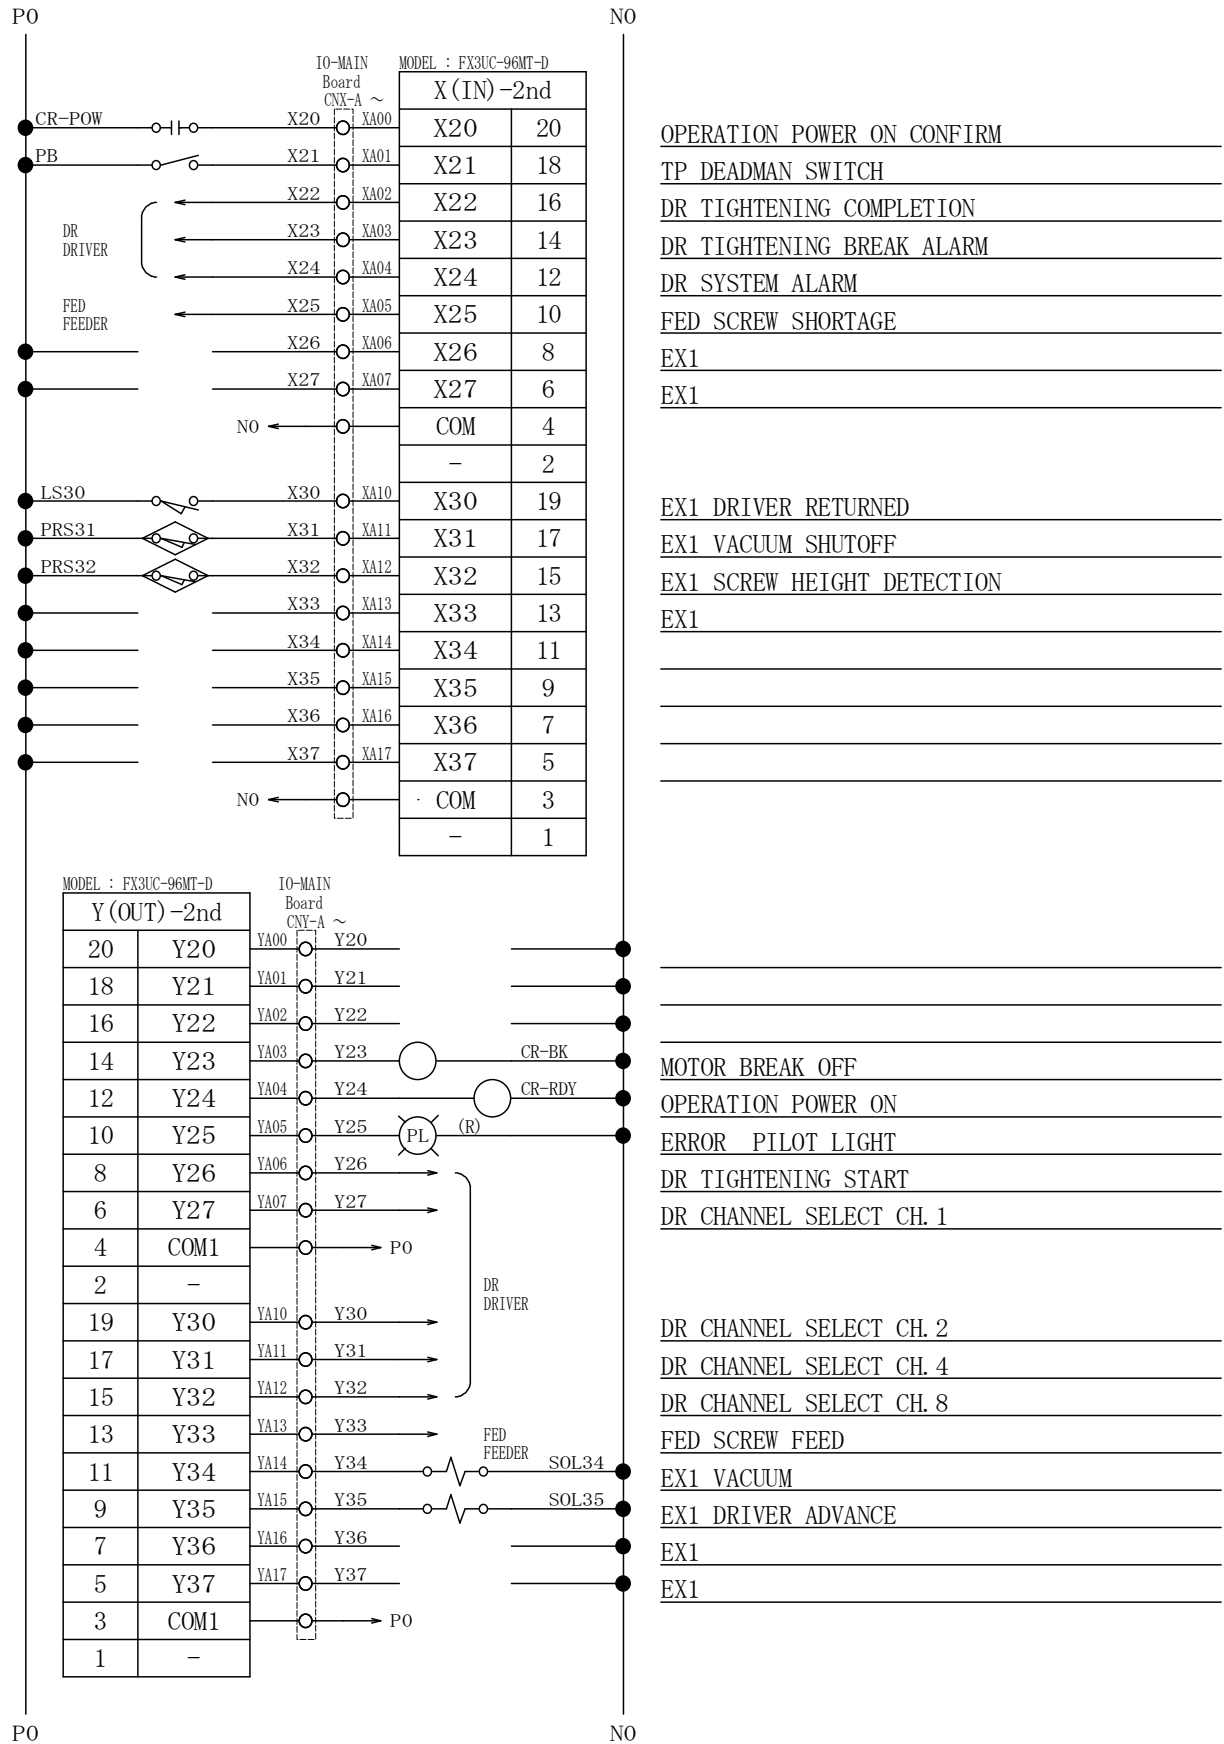 P0 N0
IO-MAIN MODEL : FX3UC-96MT-D
Board
CNX-A ～
X(IN)-2nd
CR-POW X20 XA00 X20 20 OPERATION POWER ON CONFIRM
PB X21 XA01 X21 18 TP DEADMAN SWITCH
X22 XA02 X22 16 DR TIGHTENING COMPLETION
DR
DRIVER
X23 XA03 X23 14 DR TIGHTENING BREAK ALARM
X24 XA04 X24 12 DR SYSTEM ALARM
FED
FEEDER
X25 XA05 X25 10 FED SCREW SHORTAGE
X26 XA06 X26 8 EX1
X27 XA07 X27 6 EX1
N0 COM 4
- 2
LS30 X30 XA10 X30 19 EX1 DRIVER RETURNED
PRS31 X31 XA11 X31 17 EX1 VACUUM SHUTOFF
PRS32 X32 XA12 X32 15 EX1 SCREW HEIGHT DETECTION
X33 XA13 X33 13 EX1
X34 XA14 X34 11
X35 XA15 X35 9
X36 XA16 X36 7
X37 XA17 X37 5
N0 COM 3
- 1
MODEL : FX3UC-96MT-D IO-MAIN
Board
CNY-A ～
Y(OUT)-2nd
20 Y20 YA00 Y20
18 Y21 YA01 Y21
16 Y22 YA02 Y22
14 Y23 YA03 Y23 CR-BK MOTOR BREAK OFF
12 Y24 YA04 Y24 CR-RDY OPERATION POWER ON
10 Y25 YA05 Y25 PL (R) ERROR PILOT LIGHT
8 Y26 YA06 Y26 DR TIGHTENING START
6 Y27 YA07 Y27 DR CHANNEL SELECT CH.1
4 COM1 P0
2 -
DR
DRIVER
19 Y30 YA10 Y30 DR CHANNEL SELECT CH.2
17 Y31 YA11 Y31 DR CHANNEL SELECT CH.4
15 Y32 YA12 Y32 DR CHANNEL SELECT CH.8
13 Y33 YA13 Y33 FED SCREW FEED
FED
FEEDER
11 Y34 YA14 Y34 SOL34 EX1 VACUUM
9 Y35 YA15 Y35 SOL35 EX1 DRIVER ADVANCE
7 Y36 YA16 Y36 EX1
5 Y37 YA17 Y37 EX1
3 COM1 P0
1 -
P0 N0